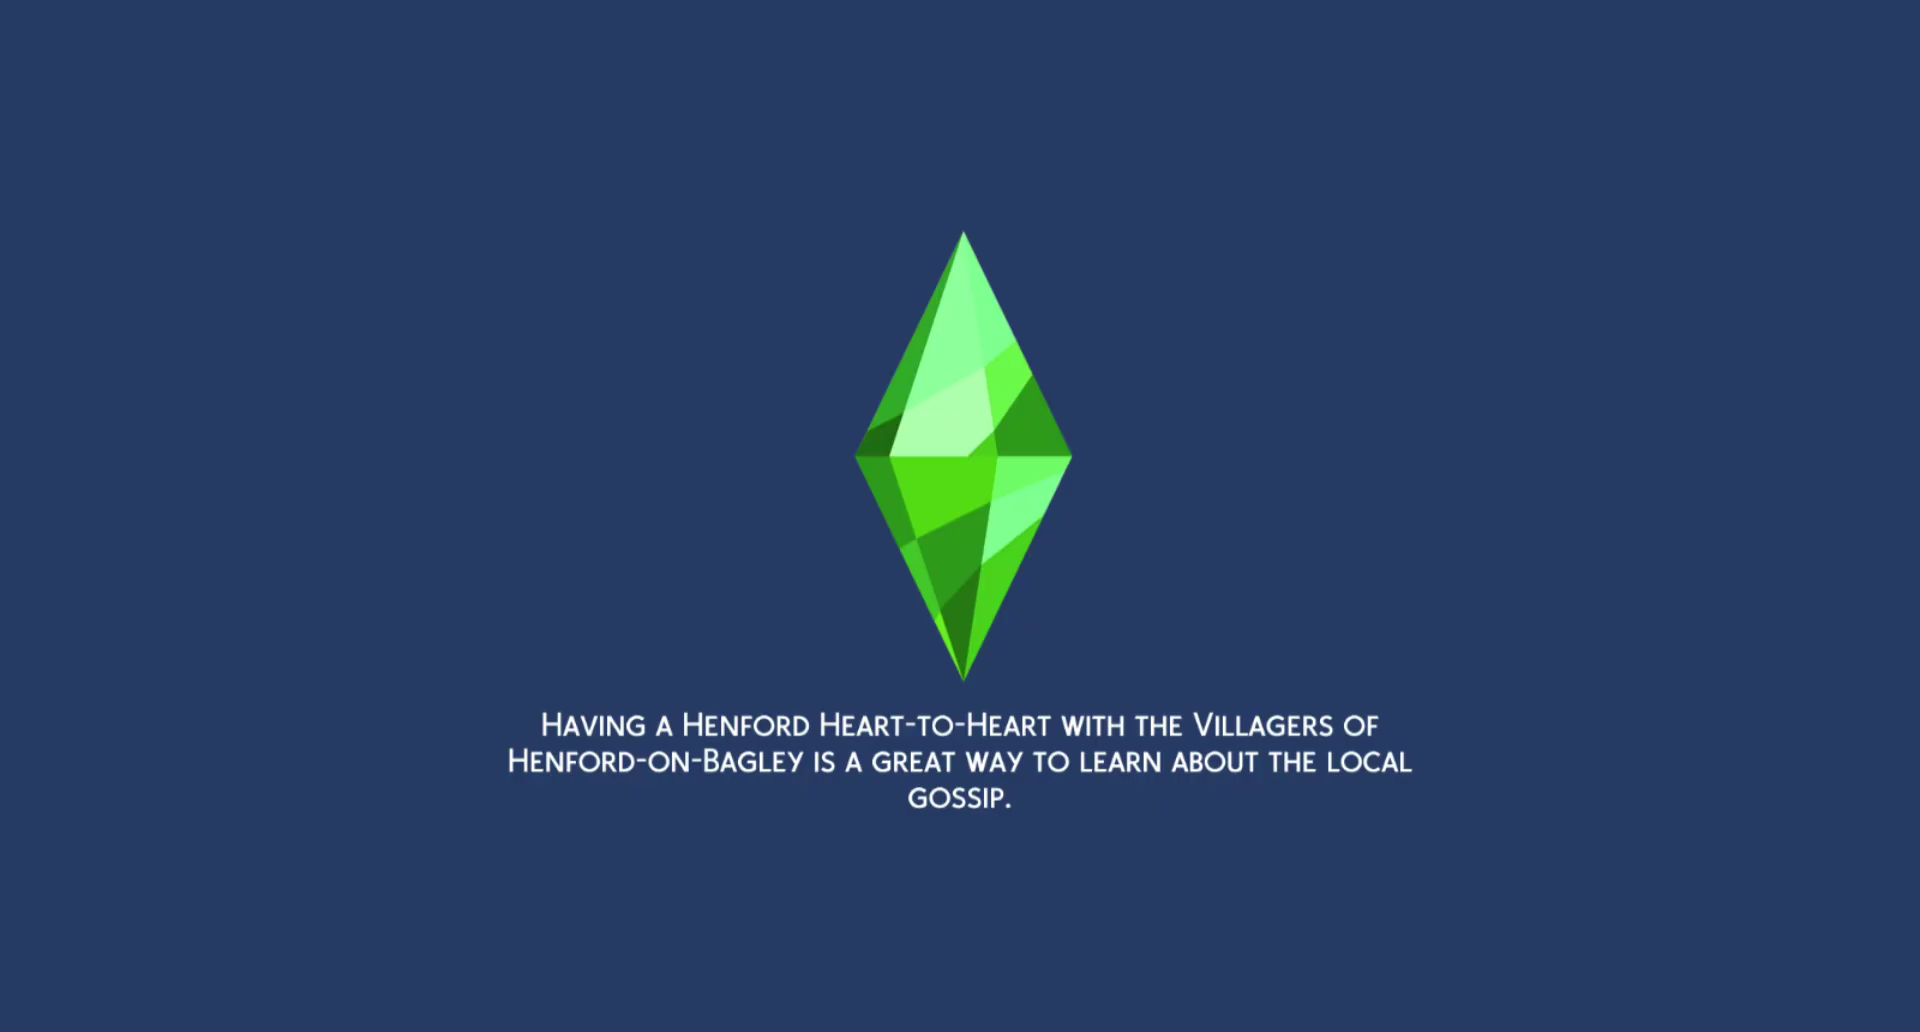 Having a Henford Heart-to-Heart with the Villagers of
Henford-on-Bagley is a great way to learn about the local
gossip.